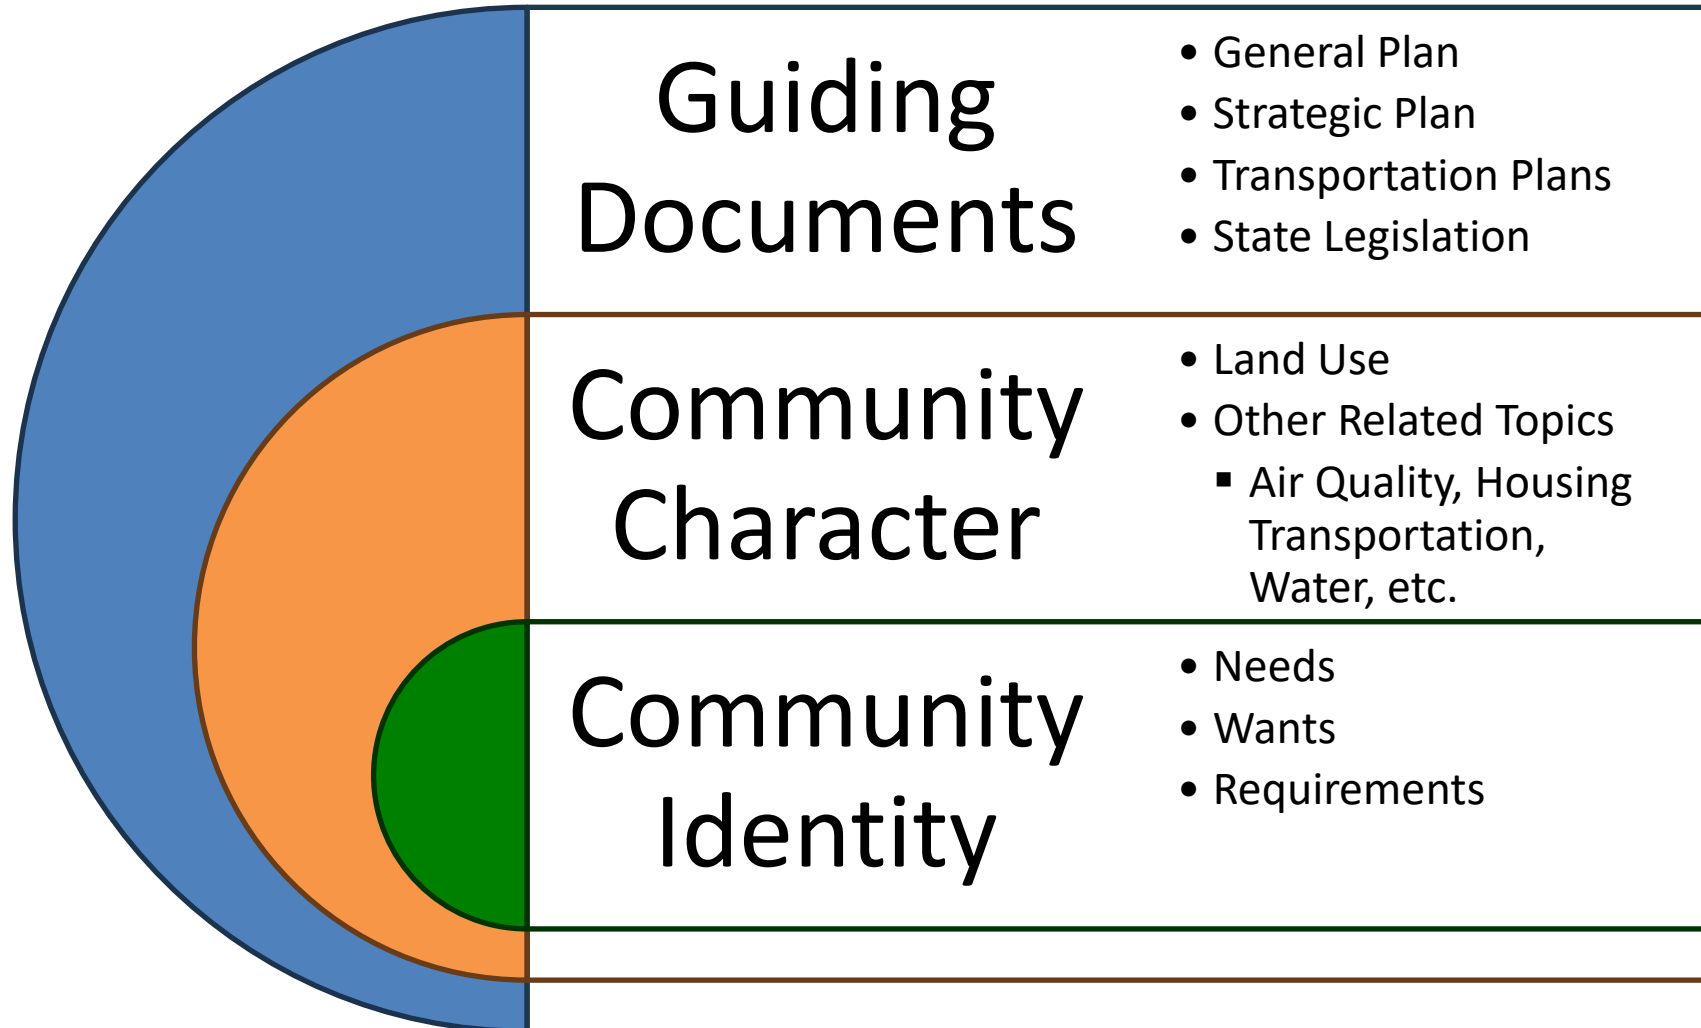 Guiding
Documents
• General Plan
• Strategic Plan
• Transportation Plans
• State Legislation
Community
Character
• Land Use
• Other Related Topics
▪ Air Quality, Housing
Transportation,
Water, etc.
Community
Identity
• Needs
• Wants
• Requirements